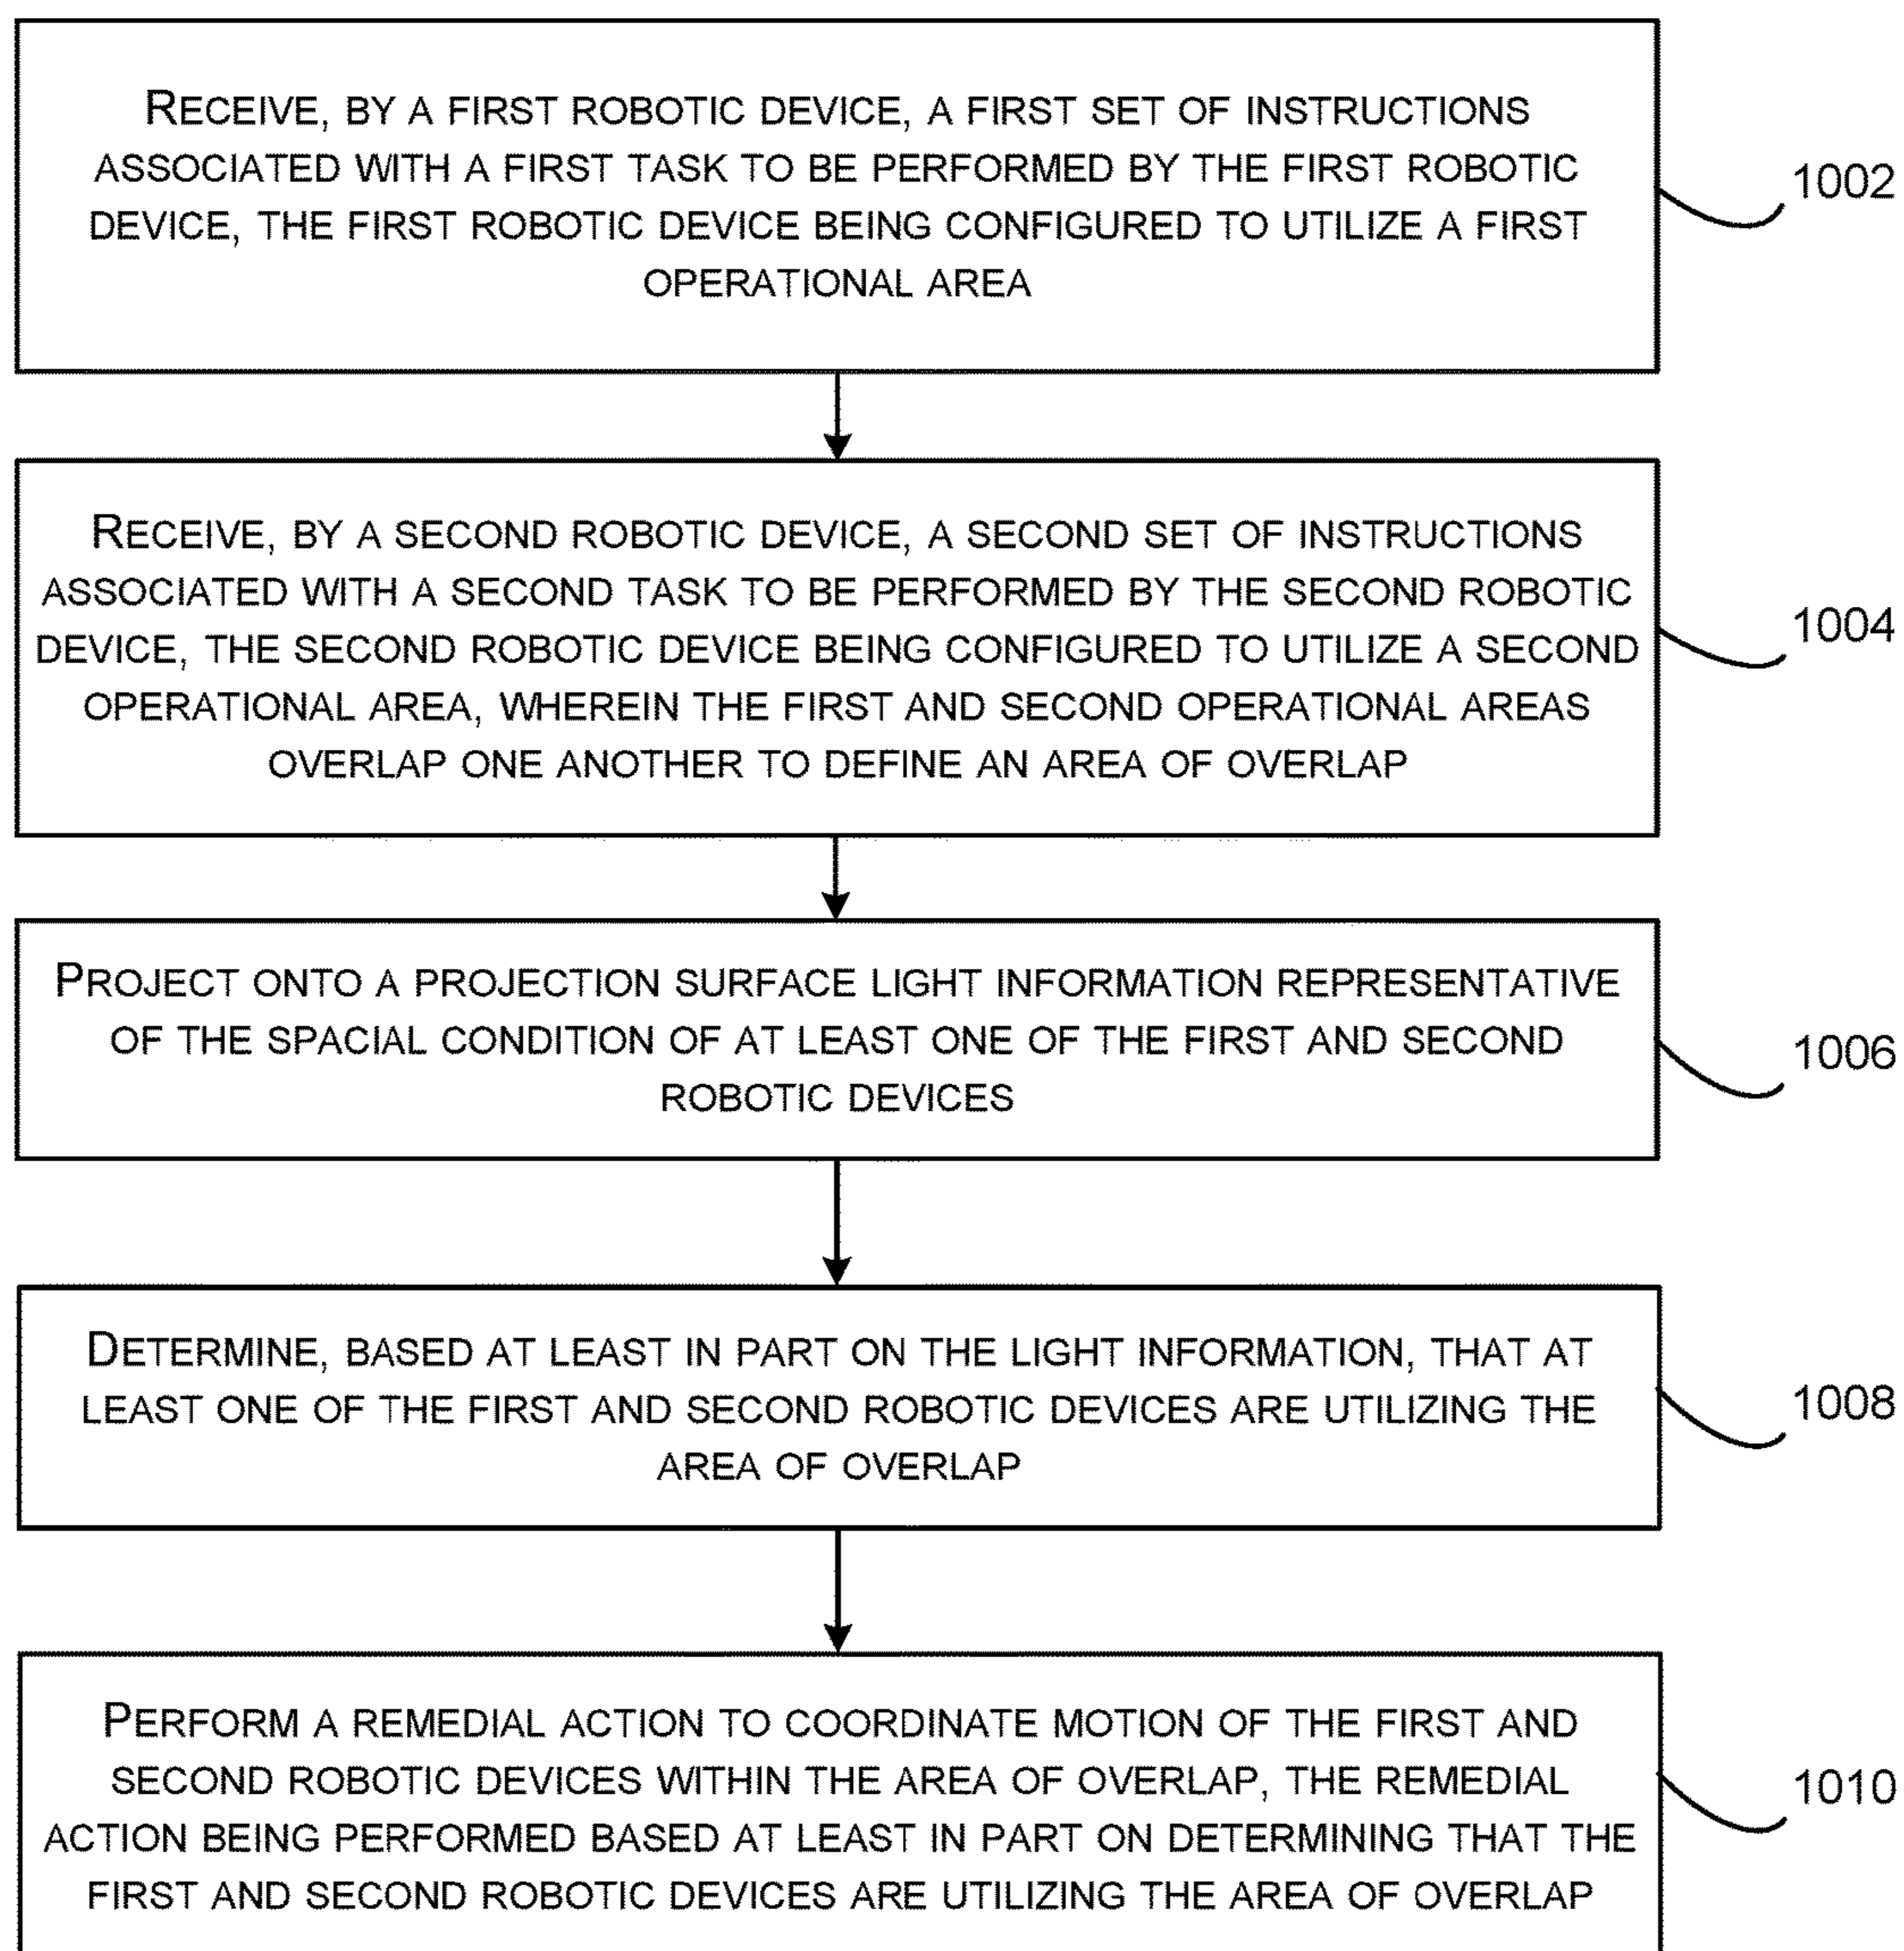 RECEIVE, BY A FIRST ROBOTIC DEVICE, A FIRST SET OF INSTRUCTIONS
ASSOCIATED WITH A FIRST TASK TO BE PERFORMED BY THE FIRST ROBOTIC
DEVICE, THE FIRST ROBOTIC DEVICE BEING CONFIGURED TO UTILIZE A FIRST
OPERATIONAL AREA
1002
RECEIVE, BY A SECOND ROBOTIC DEVICE, A SECOND SET OF INSTRUCTIONS
ASSOCIATED WITH A SECOND TASK TO BE PERFORMED BY THE SECOND ROBOTIC
DEVICE, THE SECOND ROBOTIC DEVICE BEING CONFIGURED TO UTILIZE A SECOND
OPERATIONAL AREA, WHEREIN THE FIRST AND SECOND OPERATIONAL AREAS
OVERLAP ONE ANOTHER TO DEFINE AN AREA OF OVERLAP
1004
PROJECT ONTO A PROJECTION SURFACE LIGHT INFORMATION REPRESENTATIVE
OF THE SPACIAL CONDITION OF AT LEAST ONE OF THE FIRST AND SECOND
ROBOTIC DEVICES
1006
DETERMINE, BASED AT LEAST IN PART ON THE LIGHT INFORMATION, THAT AT
LEAST ONE OF THE FIRST AND SECOND ROBOTIC DEVICES ARE UTILIZING THE
AREA OF OVERLAP
1008
PERFORM A REMEDIAL ACTION TO COORDINATE MOTION OF THE FIRST AND
SECOND ROBOTIC DEVICES WITHIN THE AREA OF OVERLAP, THE REMEDIAL
ACTION BEING PERFORMED BASED AT LEAST IN PART ON DETERMINING THAT THE
FIRST AND SECOND ROBOTIC DEVICES ARE UTILIZING THE AREA OF OVERLAP
1010